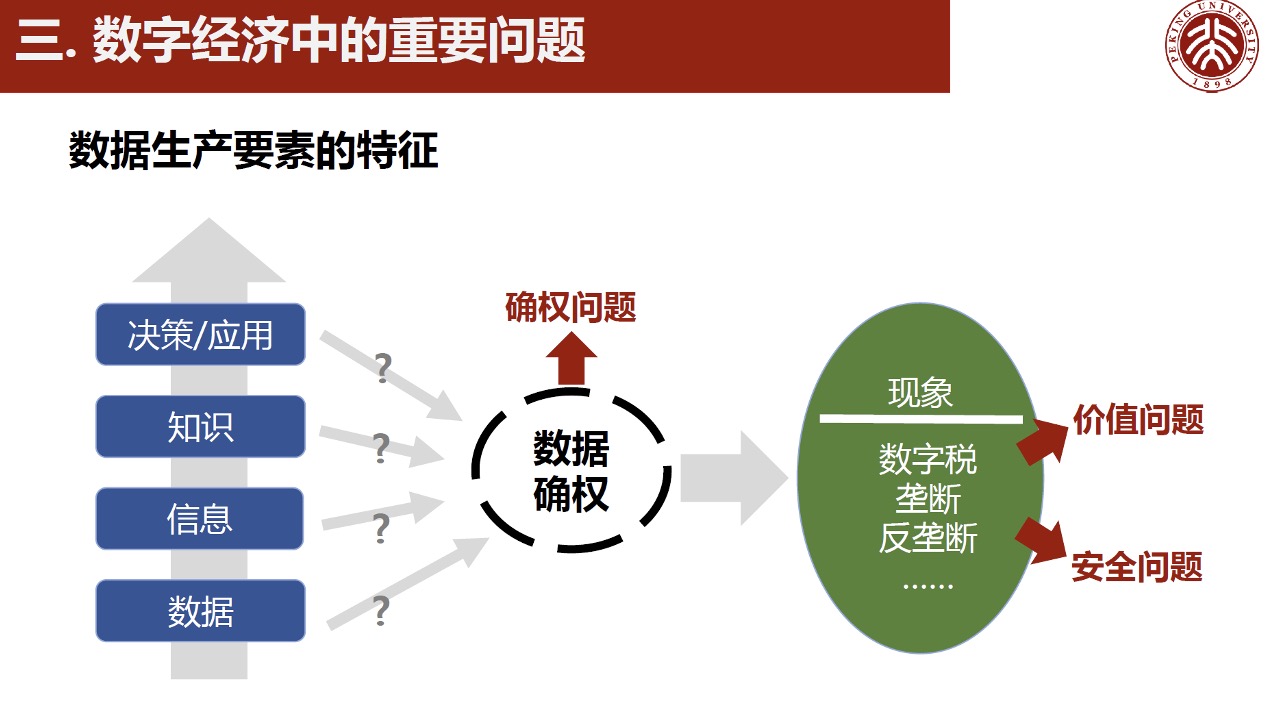 三. 数字经济中的重要问题
PEKING UNIVERSITY
1898
数据生产要素的特征
决策/应用
知识
信息
数据
?
?
?
?
确权问题
数据
确权
现象
数字税
垄断
反垄断
......
价值问题
安全问题